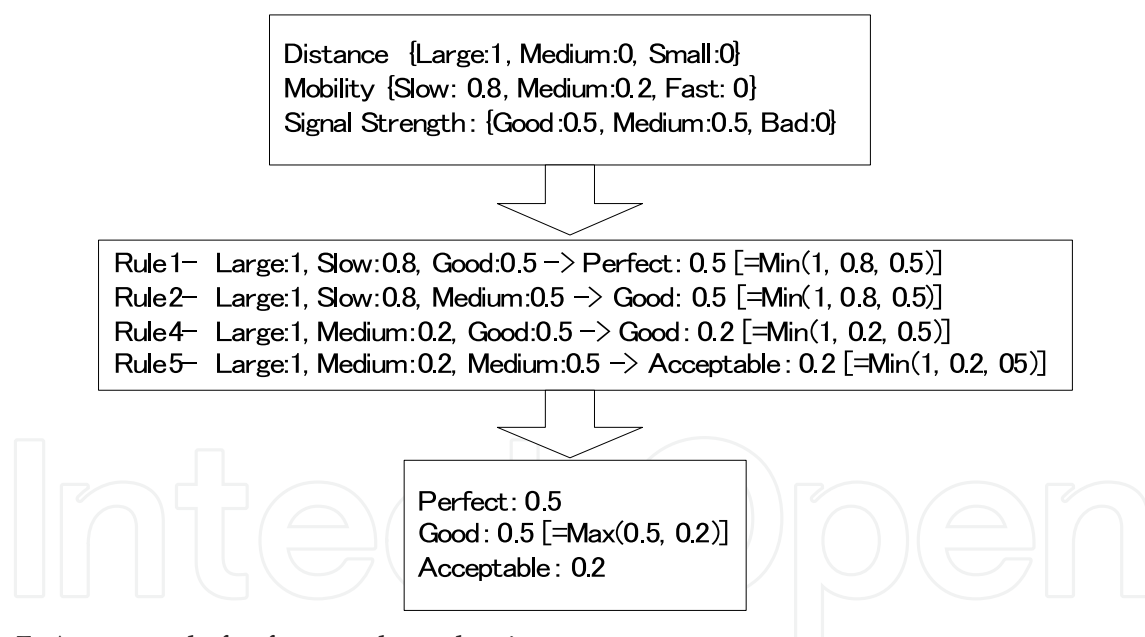 Distance {Large:1, Medium:0, Small:0}
Mobility {Slow: 0.8, Medium:0.2, Fast: 0}
Signal Strength: {Good:0.5, Medium:0.5, Bad:0}
Rule1- Large:1, Slow:0.8, Good:0.5 -> Perfect: 0.5 [=Min(1, 0.8, 0.5)]
Rule2- Large:1, Slow:0.8, Medium:0.5 -> Good: 0.5 [=Min(1, 0.8, 0.5)]
Rule4- Large:1, Medium:0.2, Good:0.5 -> Good: 0.2 [=Min(1, 0.2, 0.5)]
Rule5- Large:1, Medium:0.2, Medium:0.5 -> Acceptable: 0.2 [=Min(1, 0.2, 05)]
Perfect: 0.5
Good: 0.5 [=Max(0.5, 0.2)]
Acceptable: 0.2
IntechOpen